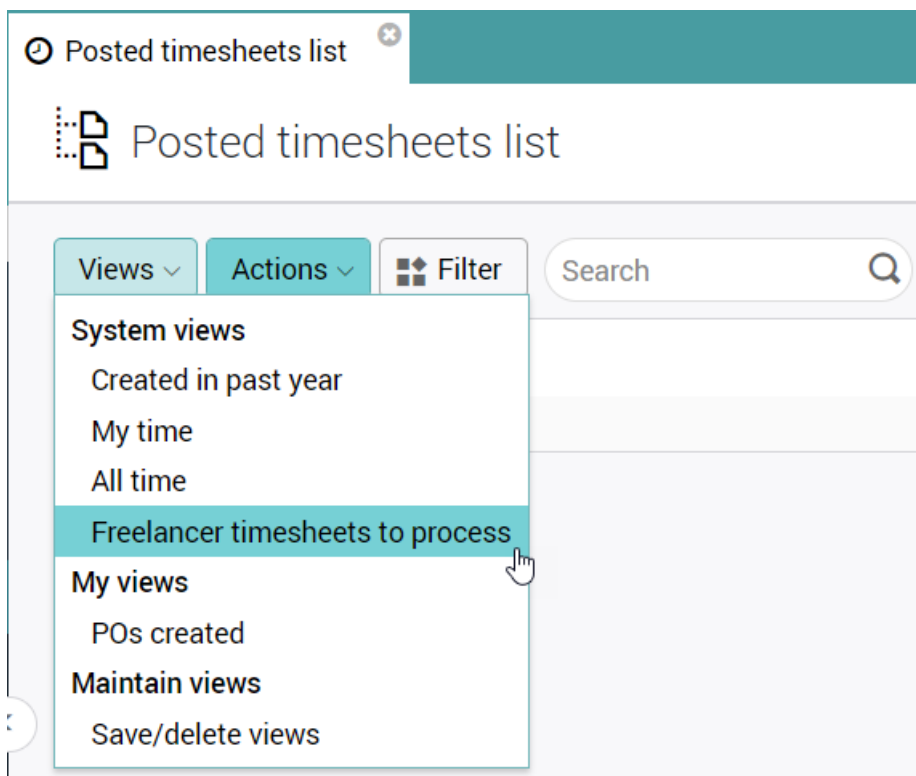 Posted timesheets list
Posted timesheets list
Views Actions Filter Search
System views
Created in past year
My time
All time
Freelancer timesheets to process
My views
POs created
Maintain views
Save/delete views